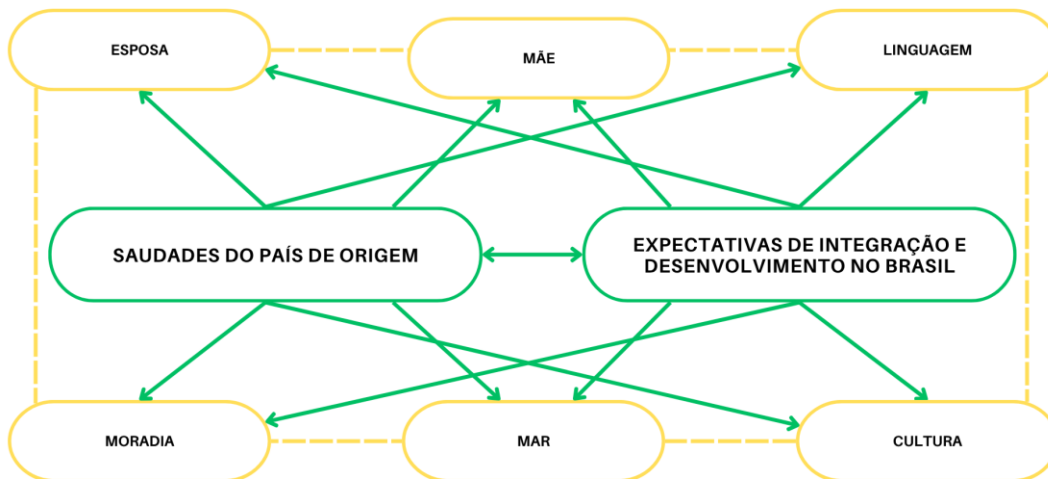 ESPOSA
MÃE
LINGUAGEM
SAUDADES DO PAÍS DE ORIGEM
EXPECTATIVAS DE INTEGRAÇÃO E
DESENVOLVIMENTO NO BRASIL
MORADIA
MAR
CULTURA